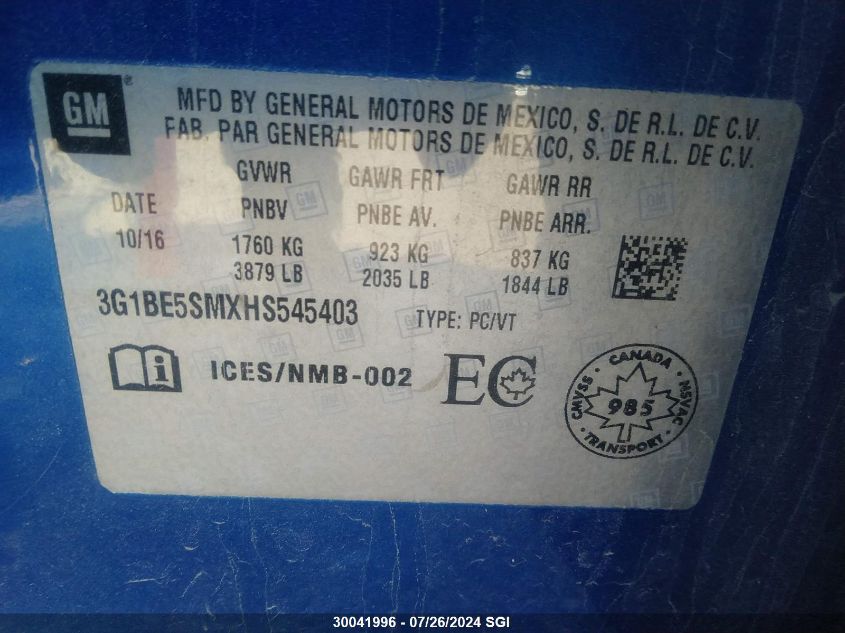 GM ®
MFD BY GENERAL MOTORS DE MEXICO, S. DE R.L. DE C.V.
FAB. PAR GENERAL MOTORS DE MEXICO, S. DE R.L. DE C.V.
GVWR GAWR FRT GAWR RR
DATE PNBV PNBE AV. PNBE ARR.
10/16 1760 KG 923 KG 837 KG
3879 LB 2035 LB 1844 LB
3G1BE5SMXHS545403 TYPE: PC/VT
i ICES/NMB-002 EC
CANADA
CMVSS 985 NSVAC
TRANSPORT
30041996 - 07/26/2024 SGI